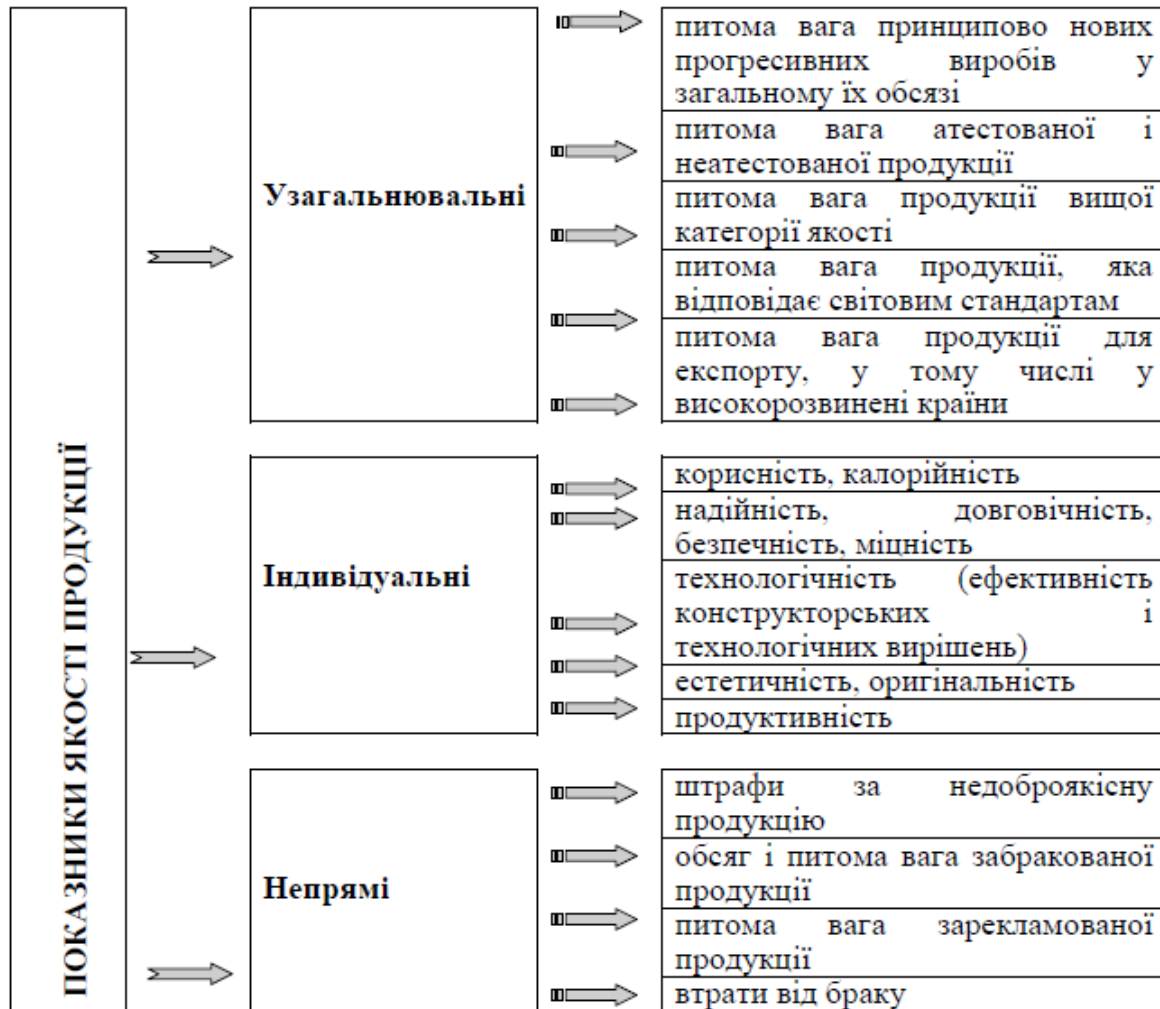 ПОКАЗНИКИ ЯКОСТІ ПРОДУКЦІЇ
Узагальнювальні
питома вага принципово нових
прогресивних виробів у
загальному їх обсязі
питома вага атестованої і
неатестованої продукції
питома вага продукції вищої
категорії якості
питома вага продукції, яка
відповідає світовим стандартам
питома вага продукції для
експорту, у тому числі у
високорозвинені країни
Індивідуальні
корисність, калорійність
надійність, довговічність,
безпечність, міцність
технологічність (ефективність
конструкторських і
технологічних вирішень)
естетичність, оригінальність
продуктивність
Непрямі
штрафи за недоброякісну
продукцію
обсяг і питома вага забракованої
продукції
питома вага зарекламованої
продукції
втрати від браку